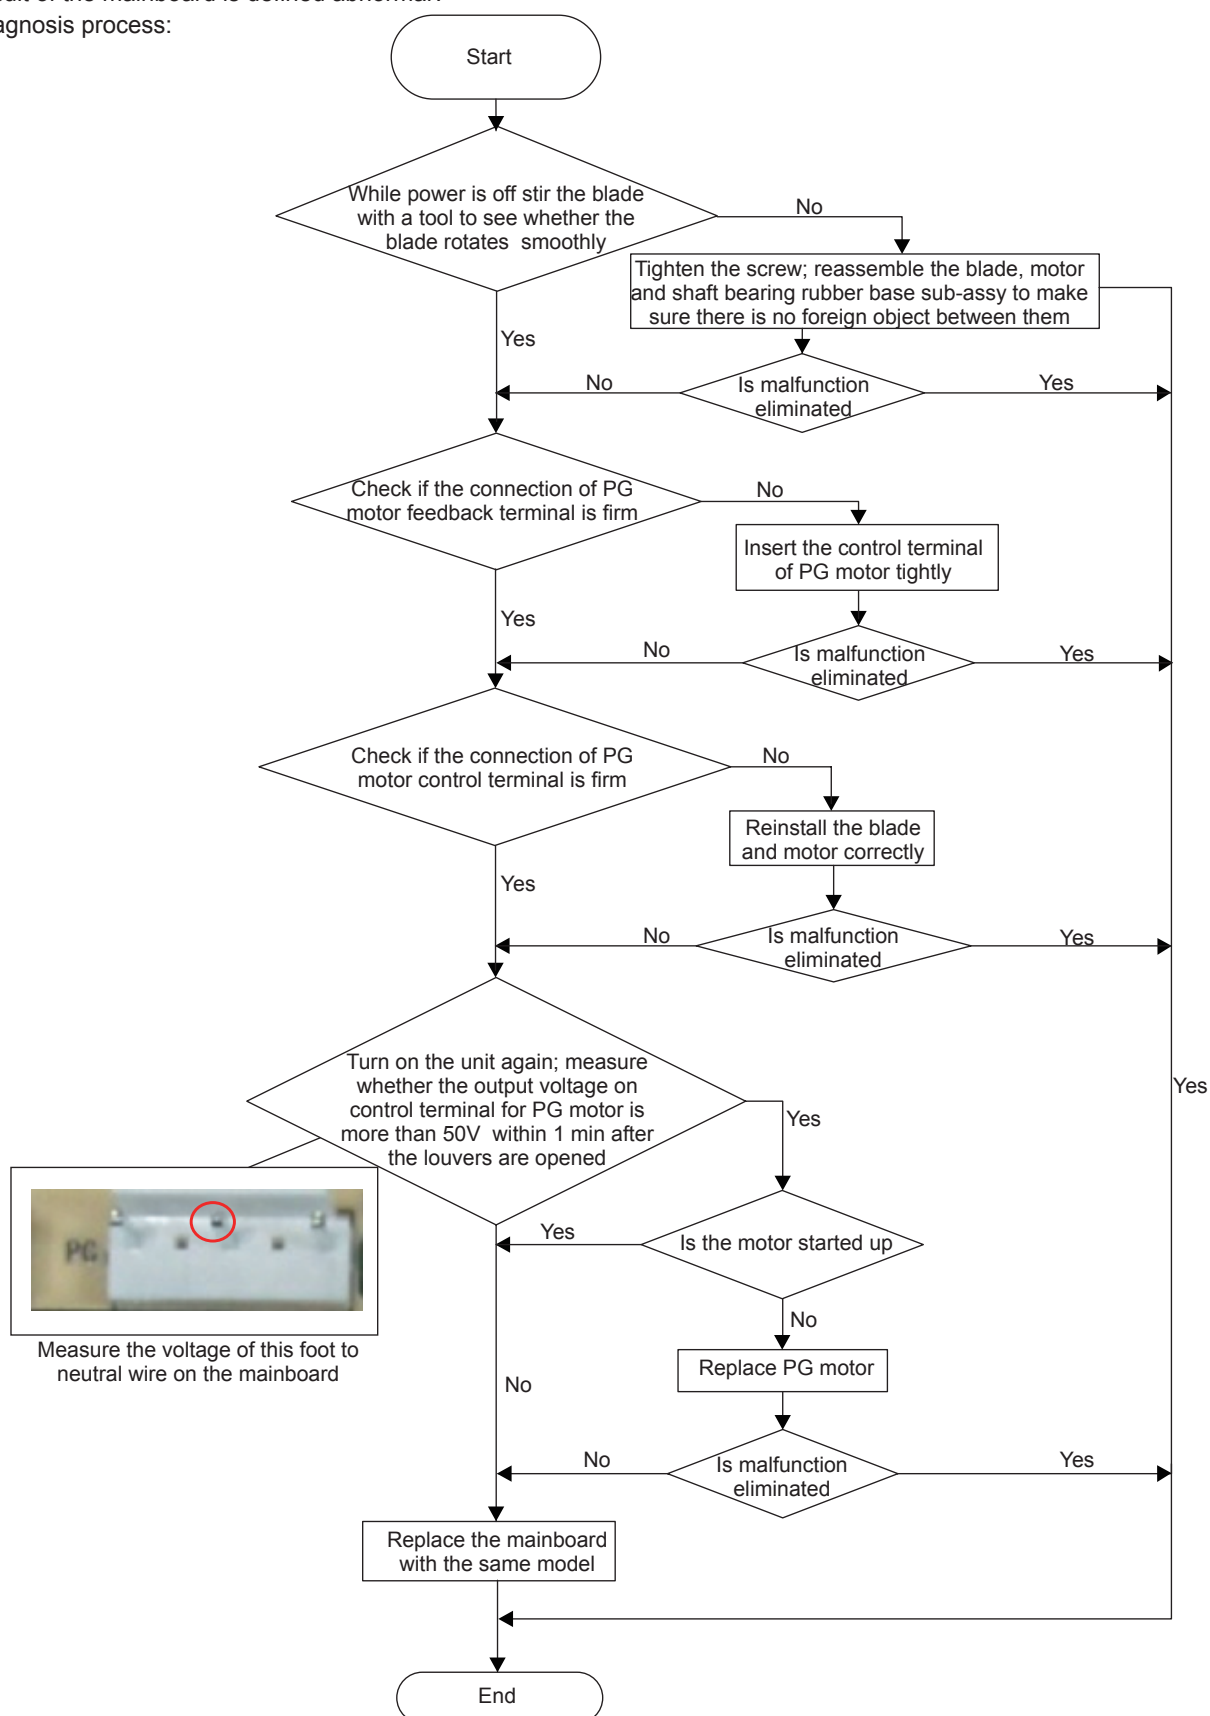 agnosis process:
Start
While power is off stir the blade
with a tool to see whether the
blade rotates smoothly
No
Tighten the screw; reassemble the blade, motor
and shaft bearing rubber base sub-assy to make
sure there is no foreign object between them
Yes
No
Is malfunction
eliminated
Yes
Check if the connection of PG
motor feedback terminal is firm
No
Insert the control terminal
of PG motor tightly
Yes
No
Is malfunction
eliminated
Yes
Check if the connection of PG
motor control terminal is firm
No
Reinstall the blade
and motor correctly
Yes
No
Is malfunction
eliminated
Yes
Turn on the unit again; measure
whether the output voltage on
control terminal for PG motor is
more than 50V within 1 min after
the louvers are opened
Yes
Yes
PG
Measure the voltage of this foot to
neutral wire on the mainboard
Yes
Is the motor started up
No
Replace PG motor
No
No
Is malfunction
eliminated
Yes
Replace the mainboard
with the same model
End